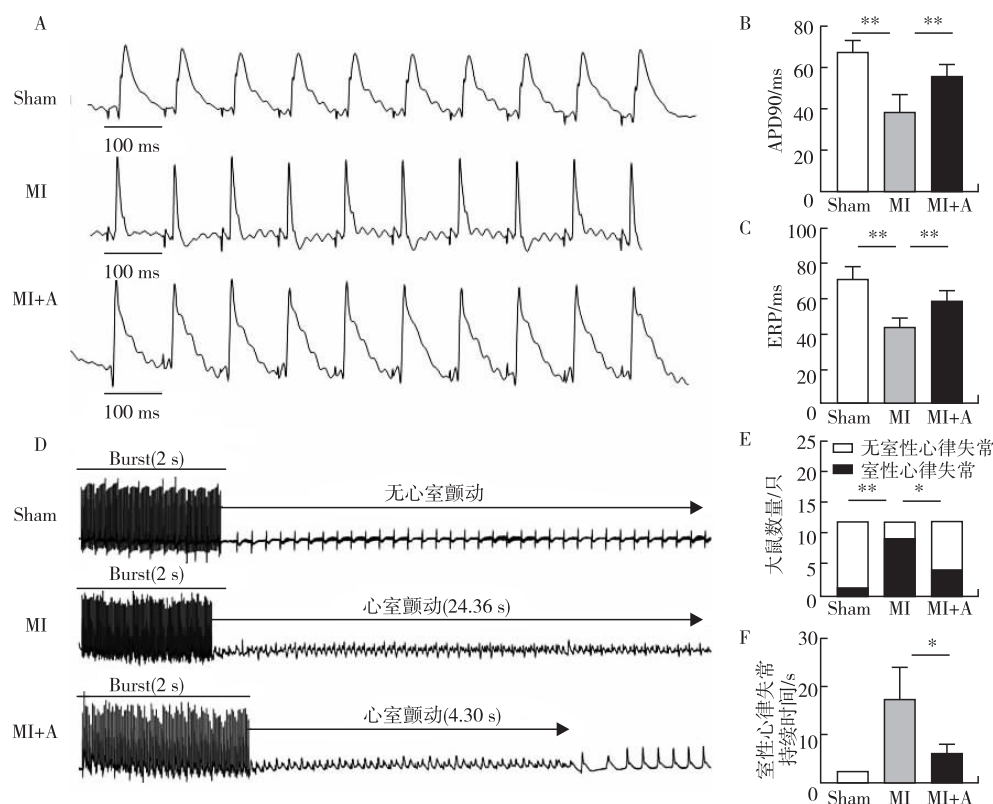 A
Sham
100 ms
MI
100 ms
MI+A
100 ms
B
APD90/ms
80
60
40
20
0
** **
Sham MI MI+A
C
ERP/ms
100
80
60
40
20
0
** **
Sham MI MI+A
D
Burst(2 s)
Sham
无心室颤动
Burst(2 s)
MI
心室颤动(24.36 s)
Burst(2 s)
MI+A
心室颤动(4.30 s)
E
大鼠数量/只
25
25
20
15
10
5
0
无室性心律失常
室性心律失常
** *
Sham MI MI+A
F
室性心律失常
持续时间/s
30
20
10
0
*
Sham MI MI+A